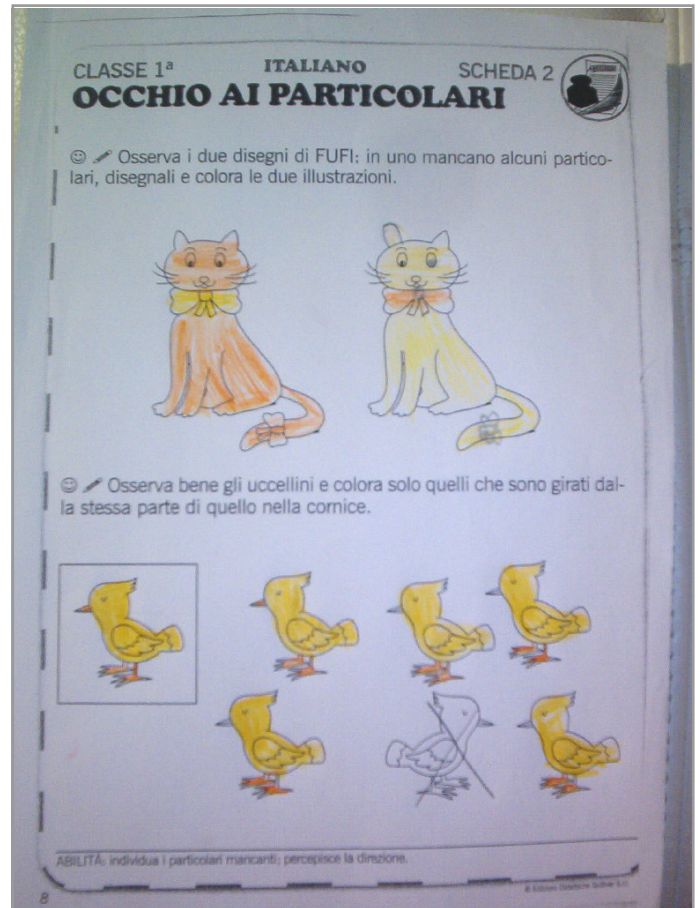 CLASSE 1ª ITALIANO SCHEDA 2
OCCHIO AI PARTICOLARI
Osserva i due disegni di FUFI: in uno mancano alcuni partico-
lari, disegnali e colora le due illustrazioni.
Osserva bene gli uccellini e colora solo quelli che sono girati dal-
la stessa parte di quello nella cornice.
ABILITÀ: individua i particolari mancanti; percepisce la direzione.
8